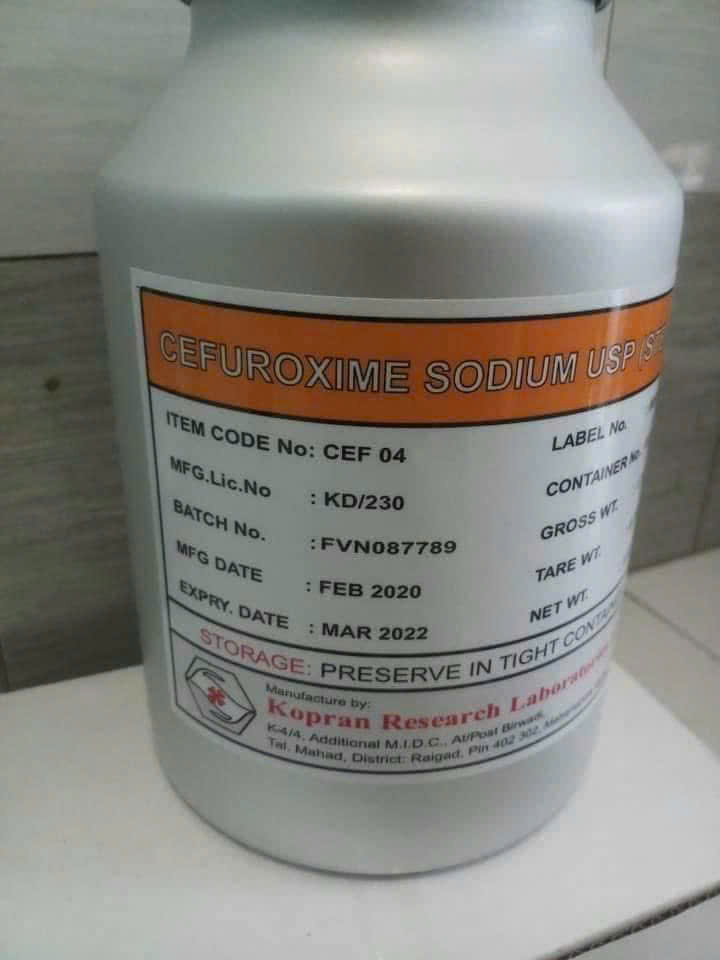 CEFUROXIME SODIUM USP (STE
ITEM CODE No: CEF 04
LABEL No.
MFG.Lic.No : KD/230
CONTAINER No.
BATCH No. : FVN087789
GROSS WT.
MFG DATE : FEB 2020
TARE WT.
EXPRY. DATE : MAR 2022
NET WT.
STORAGE: PRESERVE IN TIGHT
Manufacture by:
Kopran Research
K-4/4, Additional M.I.D.C., At/Post Birwadi,
Tal. Mahad, District: Raigad, Pin 402 302,